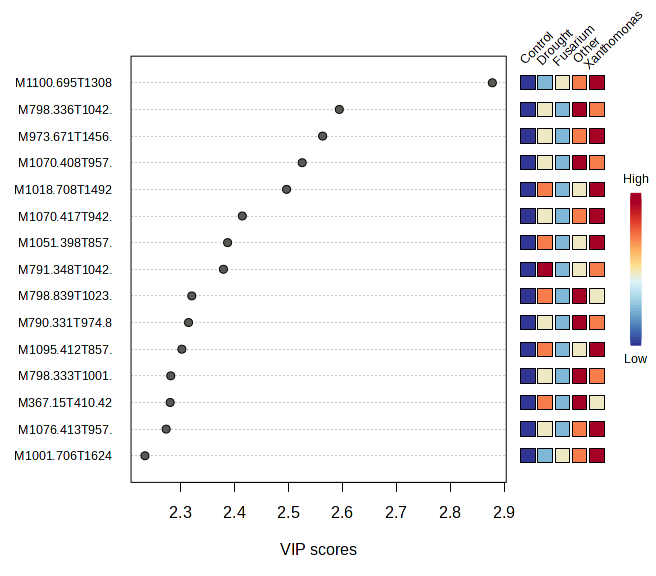 Control
Drought
Fusarium
Other
Xanthomonas
M1100.695T1308
M798.336T1042.
M973.671T1456.
M1070.408T957.
M1018.708T1492
M1070.417T942.
M1051.398T857.
M791.348T1042.
M798.839T1023.
M790.331T974.8
M1095.412T857.
M798.333T1001.
M367.15T410.42
M1076.413T957.
M1001.706T1624
High
Low
2.3 2.4 2.5 2.6 2.7 2.8 2.9
VIP scores